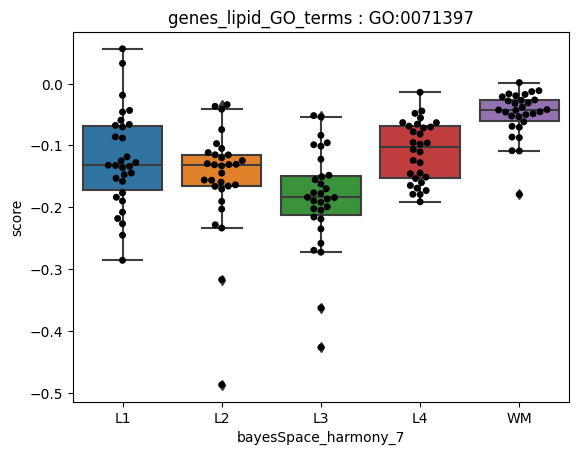 genes_lipid_GO_terms : GO:0071397
score
0.0
−0.1
−0.2
−0.3
−0.4
−0.5
L1 L2 L3 L4 WM
bayesSpace_harmony_7